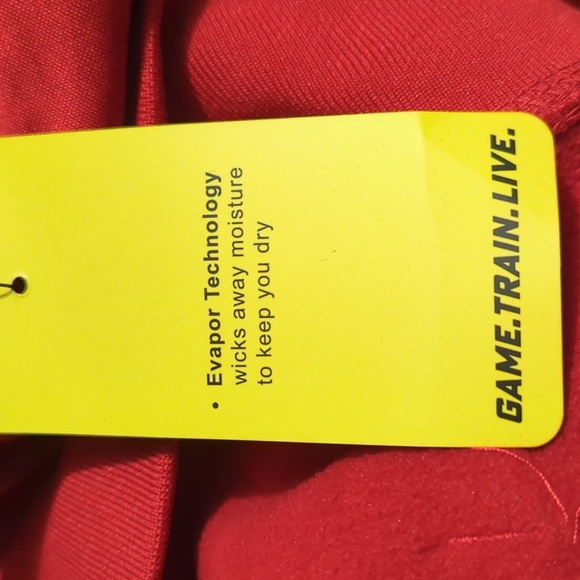 • Evapor Technology
wicks away moisture
to keep you dry
GAME.TRAIN.LIVE.